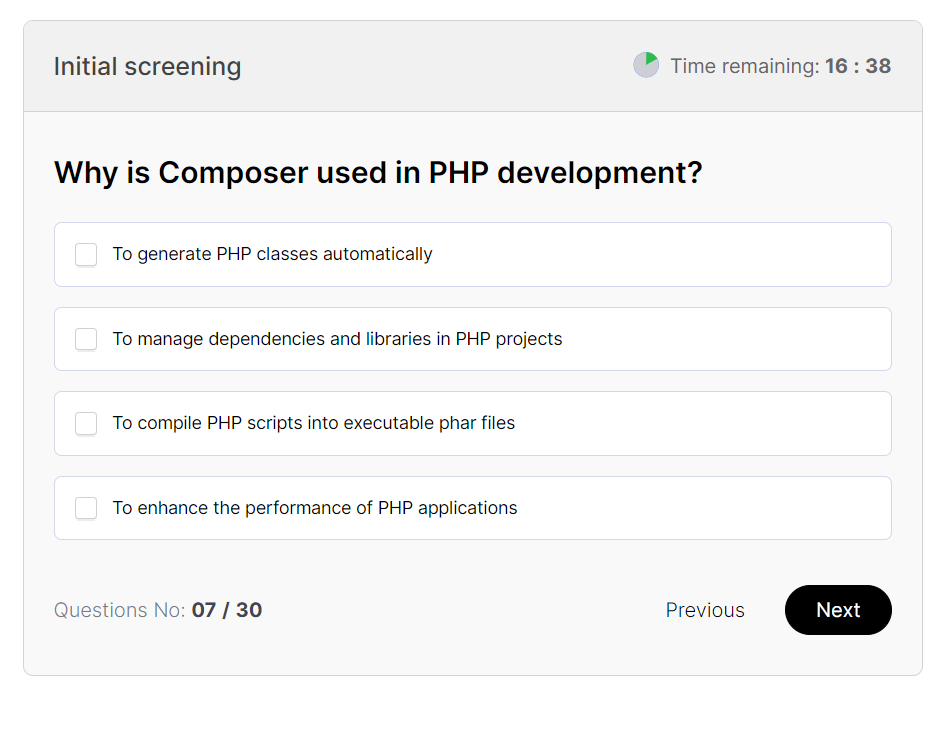 Initial screening
Time remaining: 16 : 38
Why is Composer used in PHP development?
To generate PHP classes automatically
To manage dependencies and libraries in PHP projects
To compile PHP scripts into executable phar files
To enhance the performance of PHP applications
Questions No: 07 / 30
Previous
Next